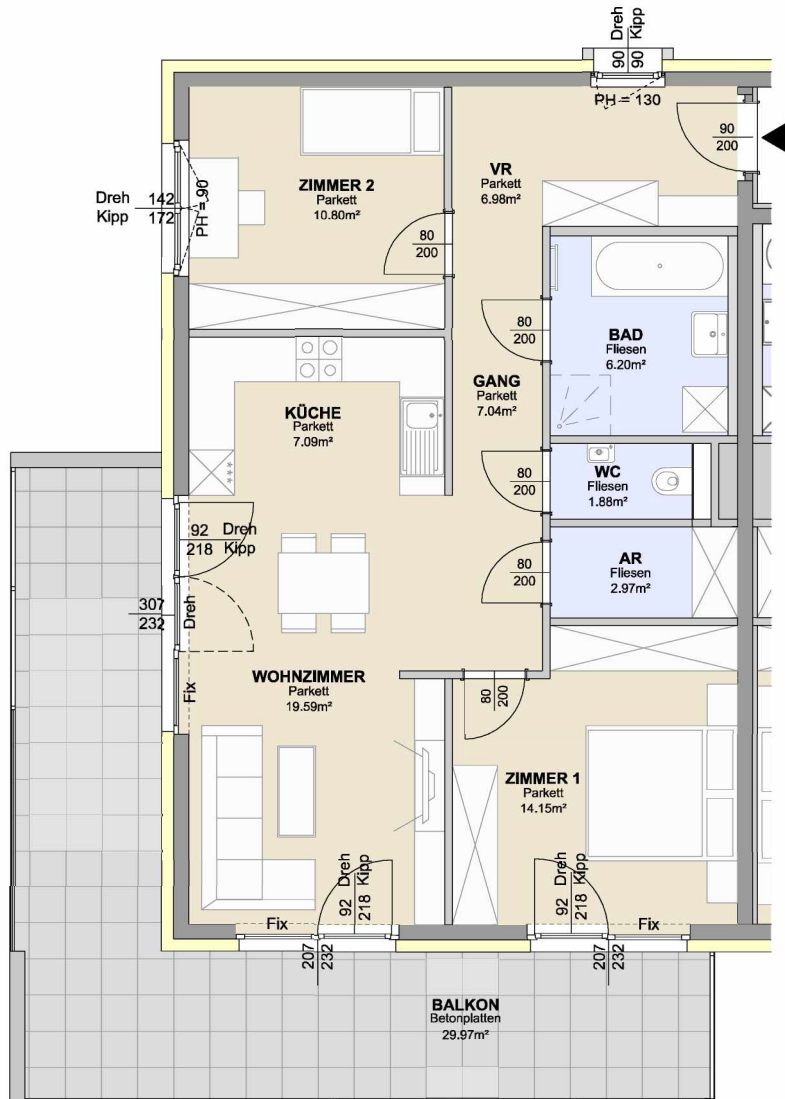 Dreh
Kipp
90
90
PH = 130
90
200
VR
Parkett
6.98m²
ZIMMER 2
Parkett
10.80m²
Dreh
Kipp
142
172
PH = 90
80
200
80
200
BAD
Fliesen
6.20m²
GANG
Parkett
7.04m²
KÜCHE
Parkett
7.09m²
80
200
WC
Fliesen
1.88m²
92
218
Dreh
Kipp
80
200
AR
Fliesen
2.97m²
307
232
Dreh
Fix
WOHNZIMMER
Parkett
19.59m²
80
200
ZIMMER 1
Parkett
14.15m²
92
218
Dreh
Kipp
92
218
Dreh
Kipp
Fix
Fix
207
232
207
232
BALKON
Betonplatten
29.97m²